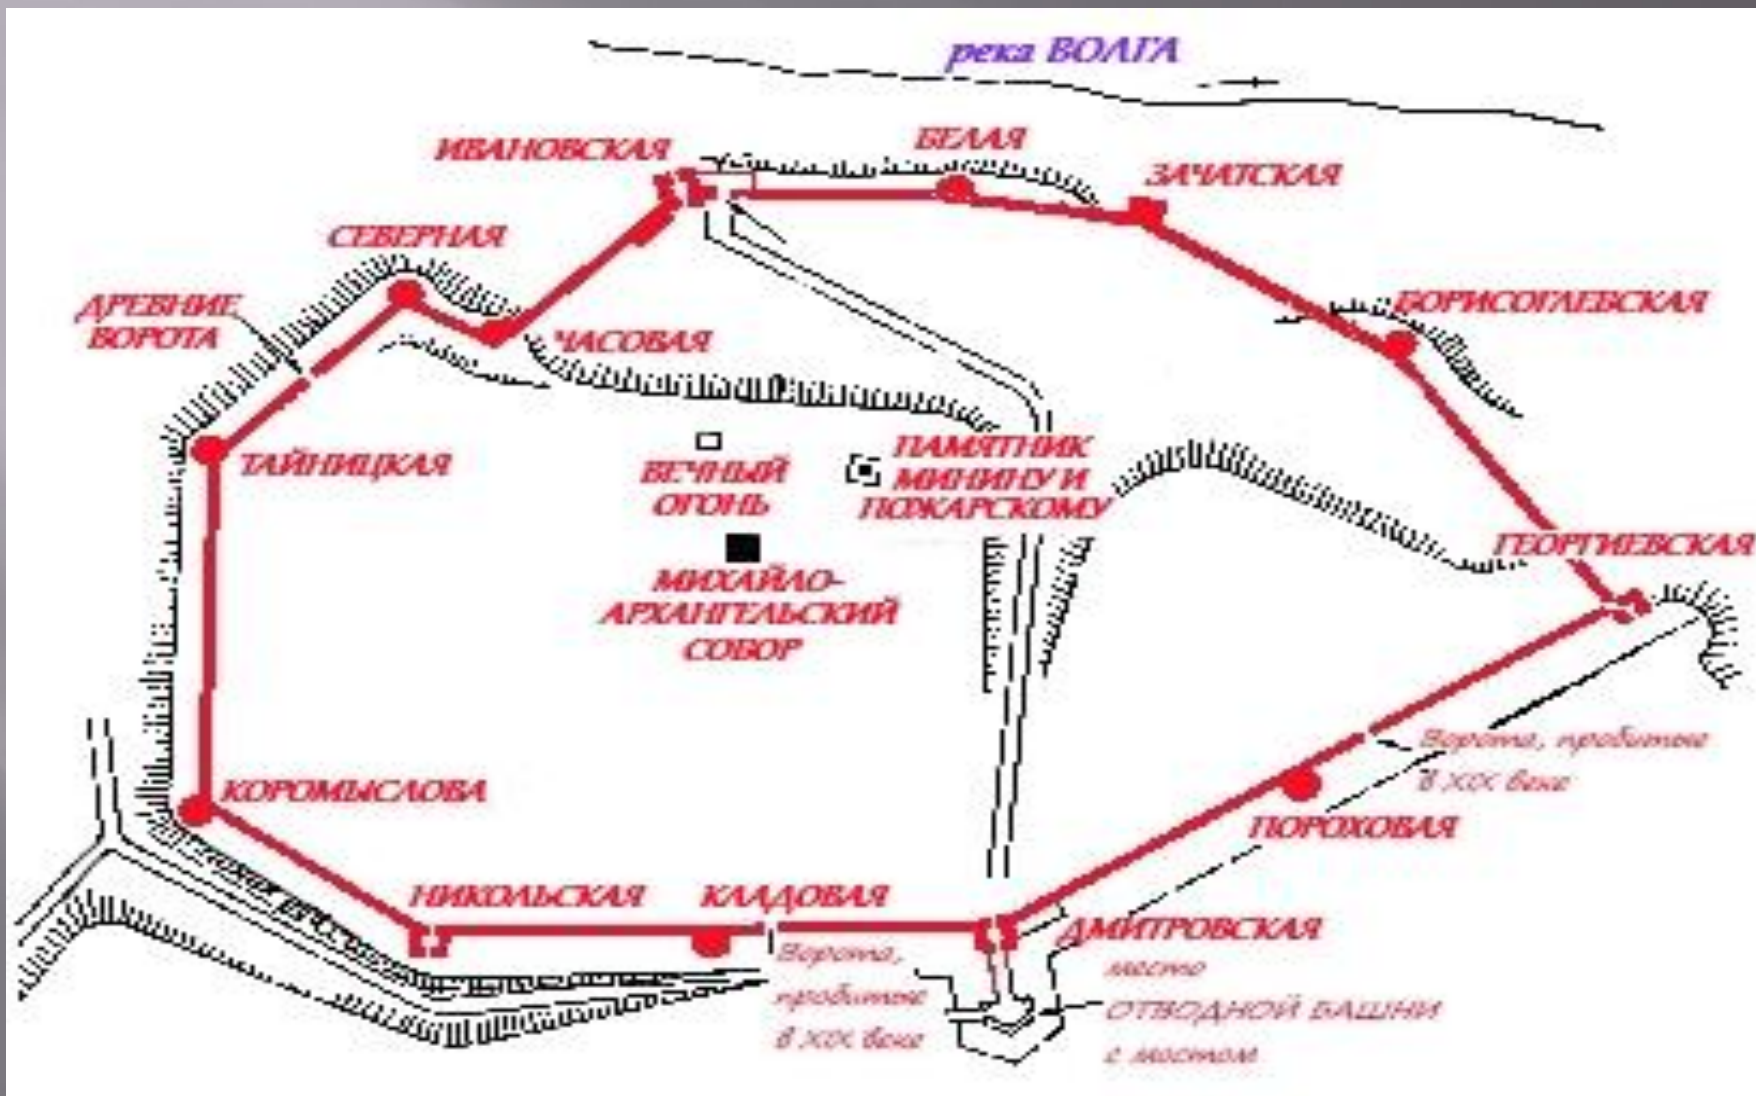 река ВОЛГА
БЕЛАЯ
ИВАНОВСКАЯ
ЗАЧАТСКАЯ
СЕВЕРНАЯ
ДРЕВНИЕ
ВОРОТА
БОРИСОГЛЕБСКАЯ
ЧАСОВАЯ
ТАЙНИЦКАЯ
ВЕЧНЫЙ
ОГОНЬ
ПАМЯТНИК
МИНИНУ И
ПОЖАРСКОМУ
ГЕОРГИЕВСКАЯ
МИХАЙЛО-
АРХАНГЕЛЬСКИЙ
СОБОР
Ворота, пробитые
в XIX веке
КОРОМЫСЛОВА
ПОРОХОВАЯ
НИКОЛЬСКАЯ
КЛАДОВАЯ
ДМИТРОВСКАЯ
Ворота,
пробитые
в XIX веке
место
ОТВОДНОЙ БАШНИ
с мостом